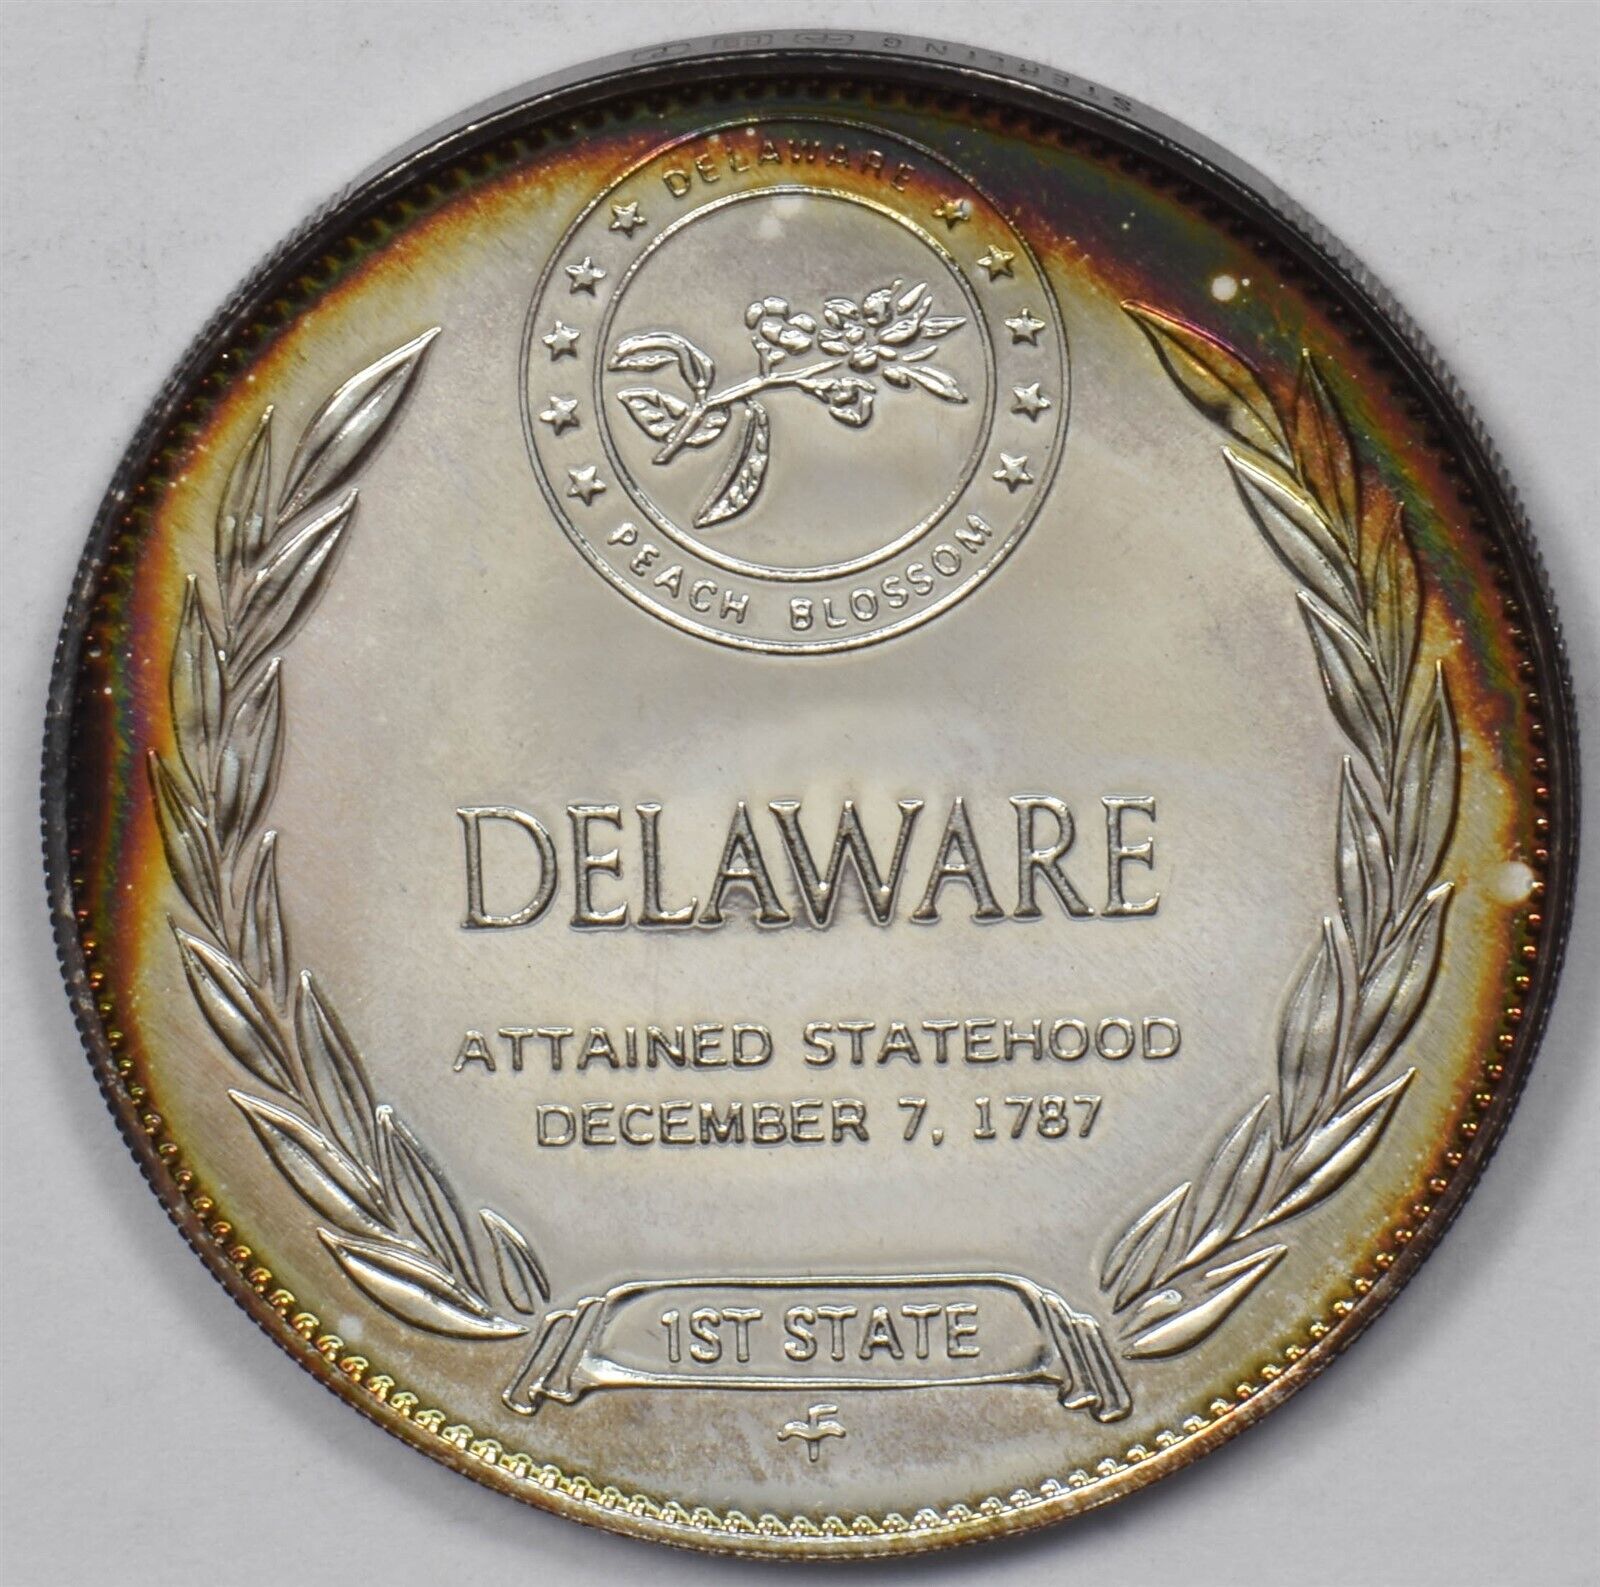 STERLING
DELAWARE
PEACH BLOSSOM
DELAWARE
ATTAINED STATEHOOD
DECEMBER 7, 1787
1ST STATE